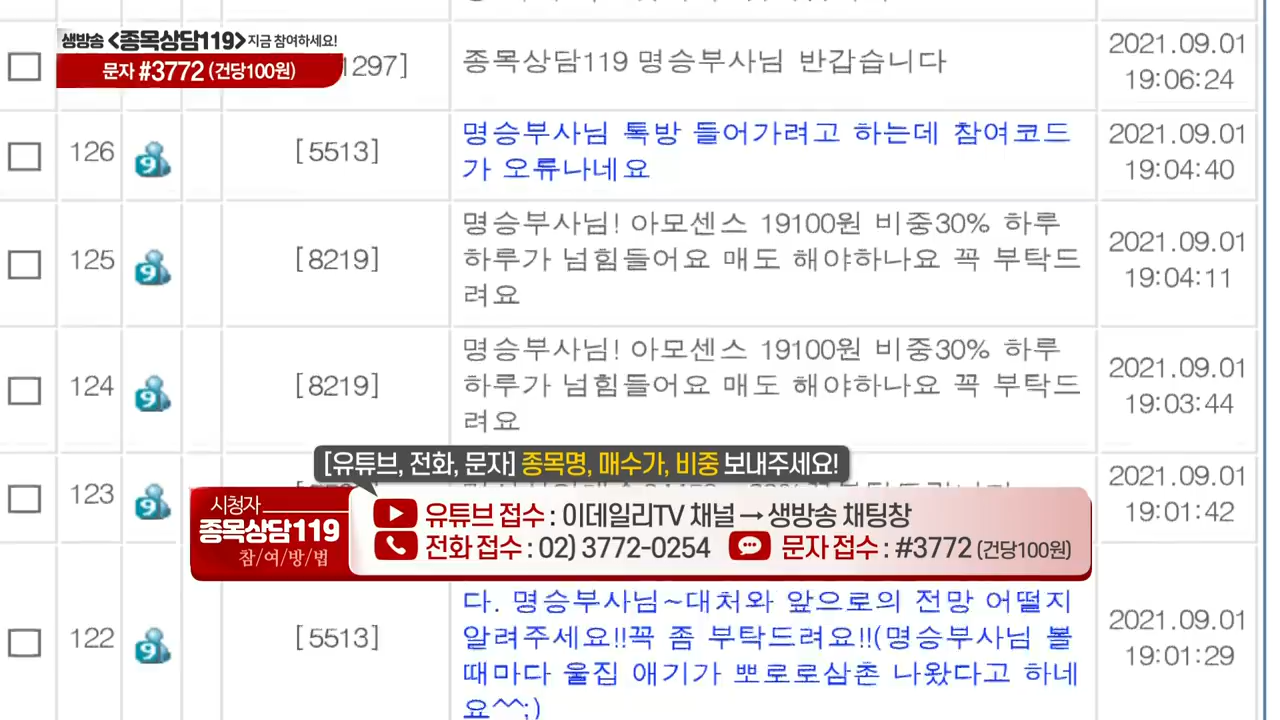 생방송 <종목상담119> 지금 참여하세요!
문자 #3772 (건당100원)
1297]
종목상담119 명승부사님 반갑습니다
2021.09.01
19:06:24
126
9
[5513]
명승부사님 톡방 들어가려고 하는데 참여코드
가 오류나네요
2021.09.01
19:04:40
125
9
[8219]
명승부사님! 아모센스 19100원 비중30% 하루
하루가 넘힘들어요 매도 해야하나요 꼭 부탁드
려요
2021.09.01
19:04:11
124
9
[8219]
명승부사님! 아모센스 19100원 비중30% 하루
하루가 넘힘들어요 매도 해야하나요 꼭 부탁드
려요
2021.09.01
19:03:44
123
9
2021.09.01
19:01:42
[유튜브, 전화, 문자] 종목명, 매수가, 비중 보내주세요!
시청자
종목상담119
참/여/방/법
유튜브 접수 : 이데일리TV 채널 → 생방송 채팅창
전화 접수 : 02) 3772-0254
문자 접수 : #3772 (건당100원)
122
9
[5513]
다. 명승부사님~대처와 앞으로의 전망 어떨지
알려주세요!!꼭 좀 부탁드려요!!(명승부사님 볼
때마다 울집 애기가 뽀로로삼촌 나왔다고 하네
요^^;)
2021.09.01
19:01:29